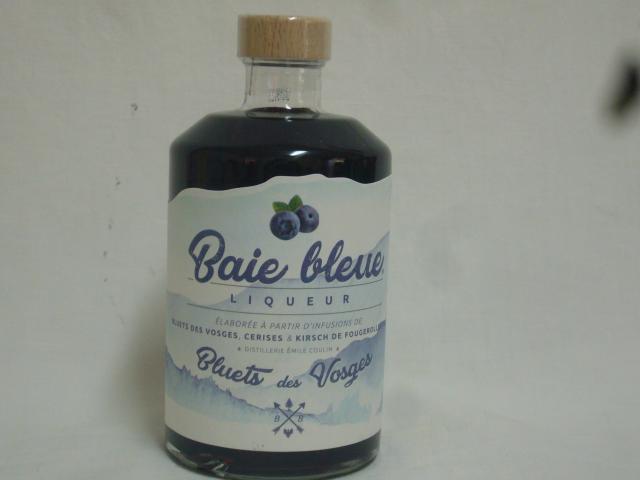 Baie bleue
LIQUEUR
ÉLABORÉE À PARTIR D'INFUSIONS DE
BLUETS DES VOSGES, CERISES & KIRSCH DE FOUGEROLLES
DISTILLERIE ÉMILE COULIN
Bluets des Vosges
B B